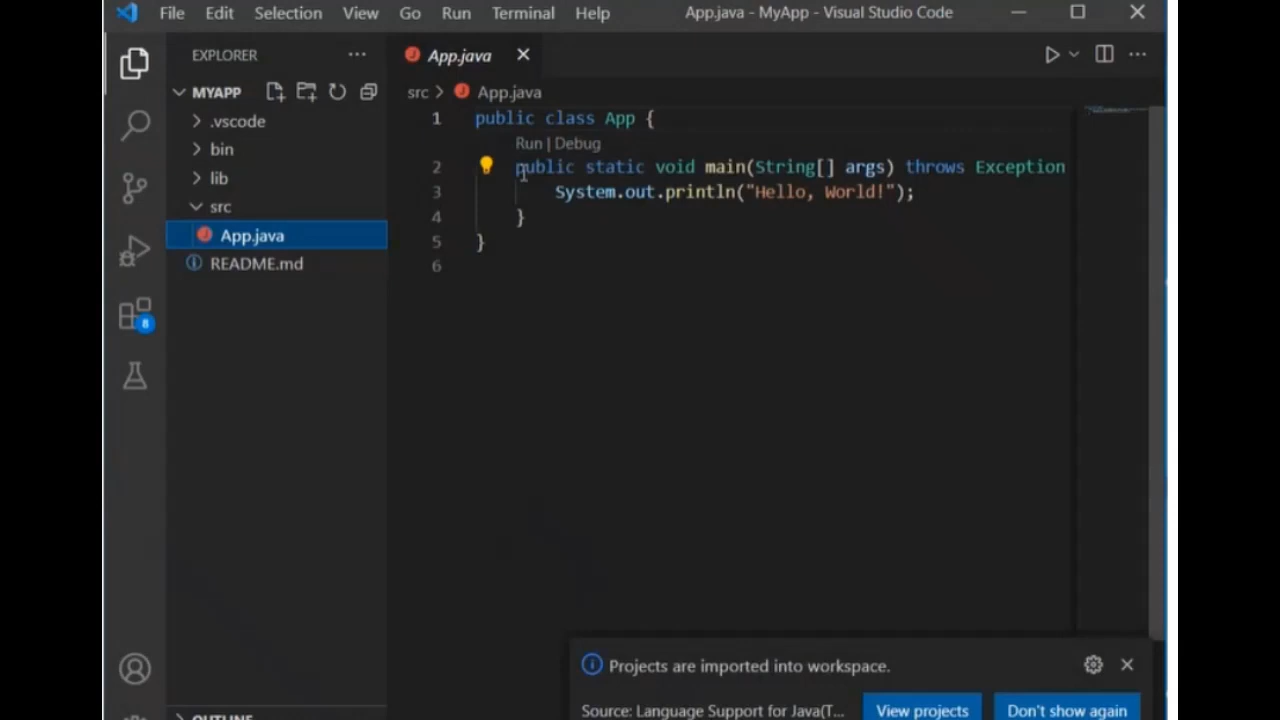 File Edit Selection View Go Run Terminal Help App.java - MyApp - Visual Studio Code
EXPLORER
App.java
MYAPP
src > App.java
.vscode
bin
lib
src
App.java
README.md
1 public class App {
Run | Debug
2 public static void main(String[] args) throws Exception
3 System.out.println("Hello, World!");
4 }
5 }
6
8
Projects are imported into workspace.
Source: Language Support for Java(T... View projects Don't show again
OUTLINE